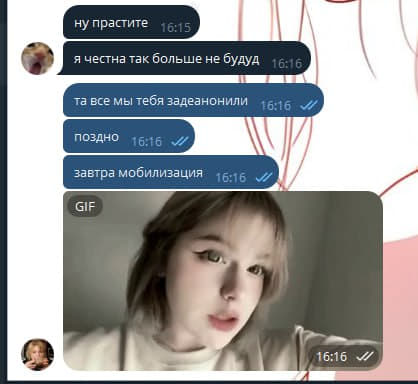 ну прастите 16:15
я честна так больше не будуд 16:16
та все мы тебя задеанонили 16:16
поздно 16:16
завтра мобилизация 16:16
GIF
16:16